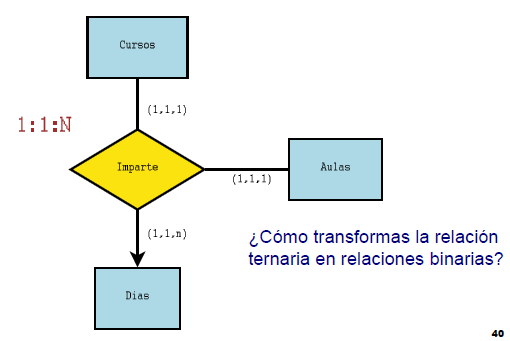 Cursos
(1,1,1)
1:1:N
Imparte
Aulas
(1,1,1)
(1,1,n)
¿Cómo transformas la relación
ternaria en relaciones binarias?
Dias
40